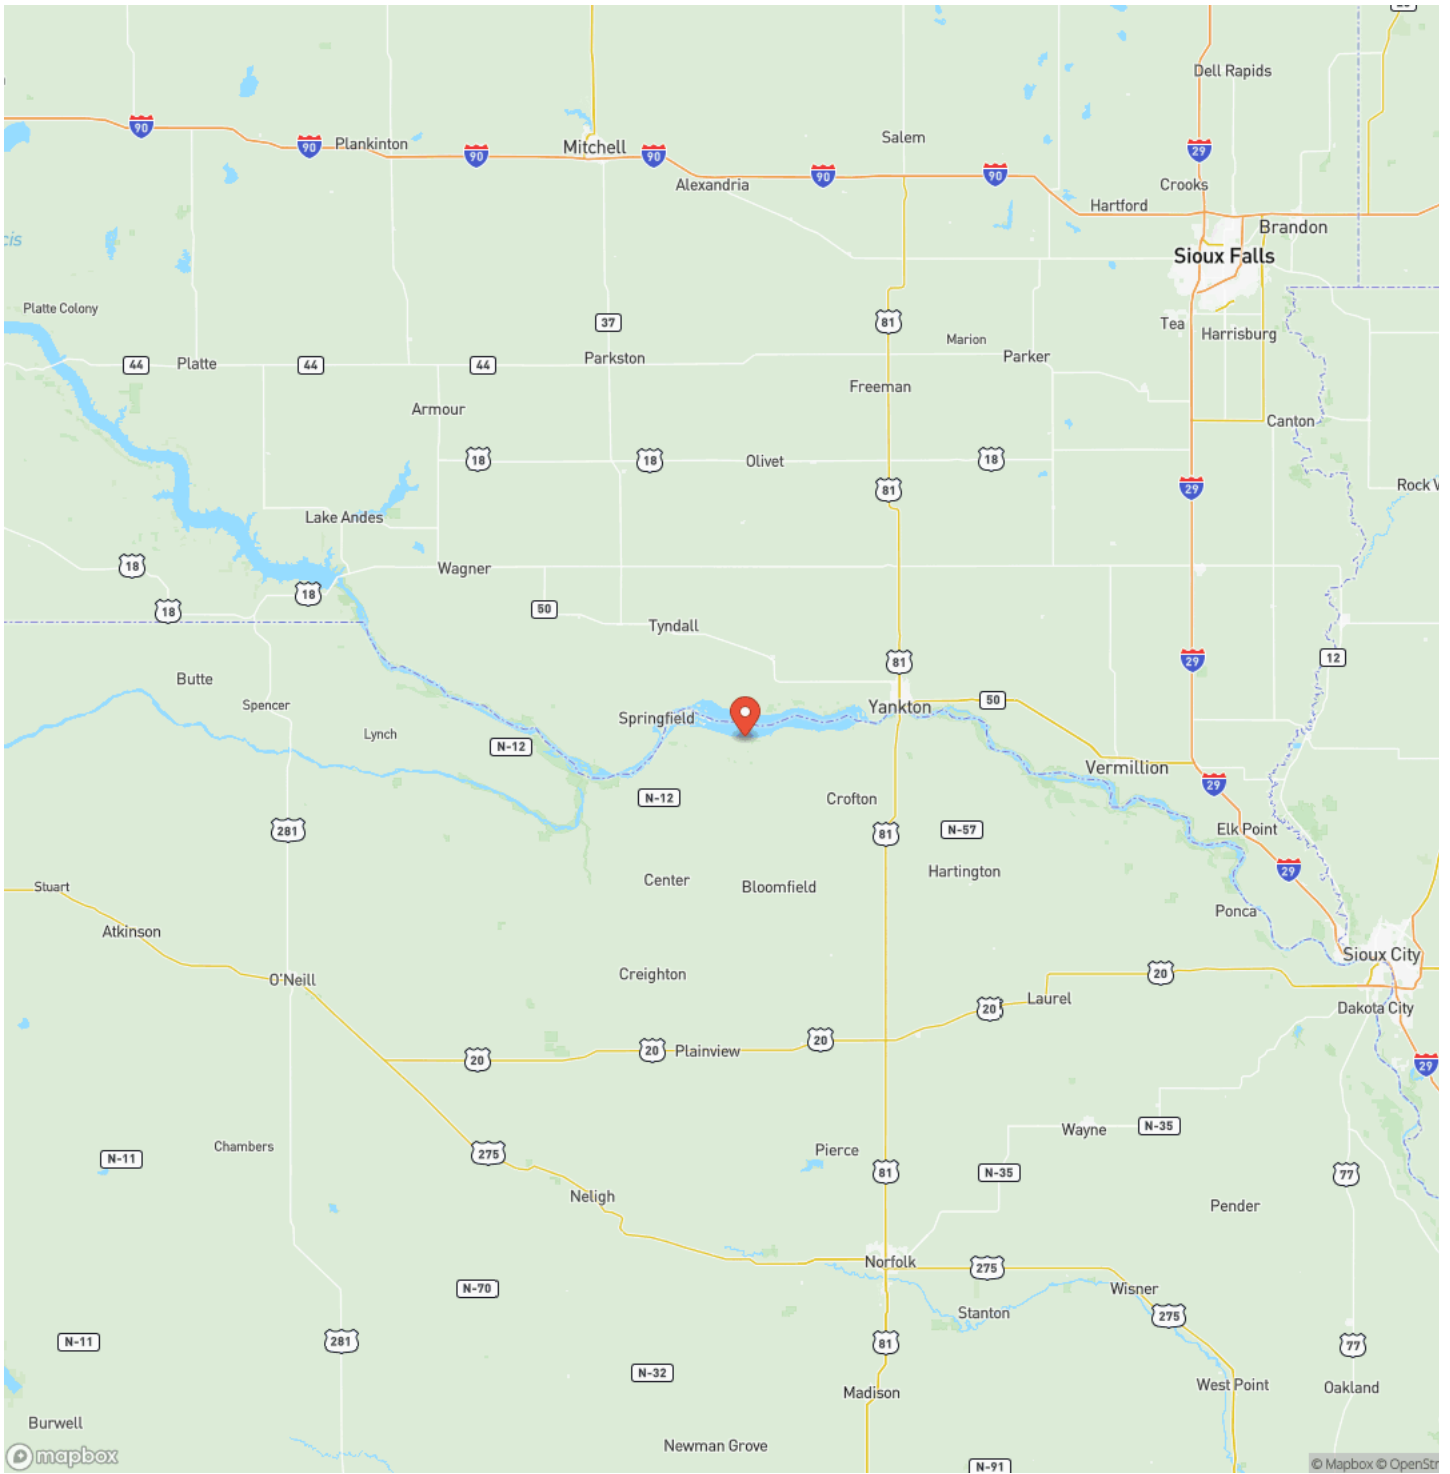 Dell Rapids
90
Plankinton
90
90
Mitchell
90
Alexandria
90
Salem
90
29
Crooks
Hartford
Brandon
Sioux Falls
cis
Platte Colony
37
81
Marion
Tea
Harrisburg
44
Platte
44
44
Parkston
Parker
Freeman
Armour
Canton
18
18
Olivet
18
81
29
Rock V
Lake Andes
18
18
18
Wagner
50
Tyndall
81
29
12
Butte
Spencer
Lynch
Springfield
Yankton
50
N-12
Vermillion
29
N-12
Crofton
281
81
N-57
Elk Point
29
Stuart
Center
Bloomfield
Hartington
Ponca
Atkinson
Sioux City
O'Neill
Creighton
20
Laurel
20
Dakota City
20
20
Plainview
20
29
Chambers
N-11
275
Pierce
81
Wayne
N-35
N-35
77
Neligh
Pender
Norfolk
275
N-70
Wisner
Stanton
275
N-11
281
81
77
N-32
Madison
West Point
Oakland
Burwell
Newman Grove
N-91
mapbox
© Mapbox © OpenStr